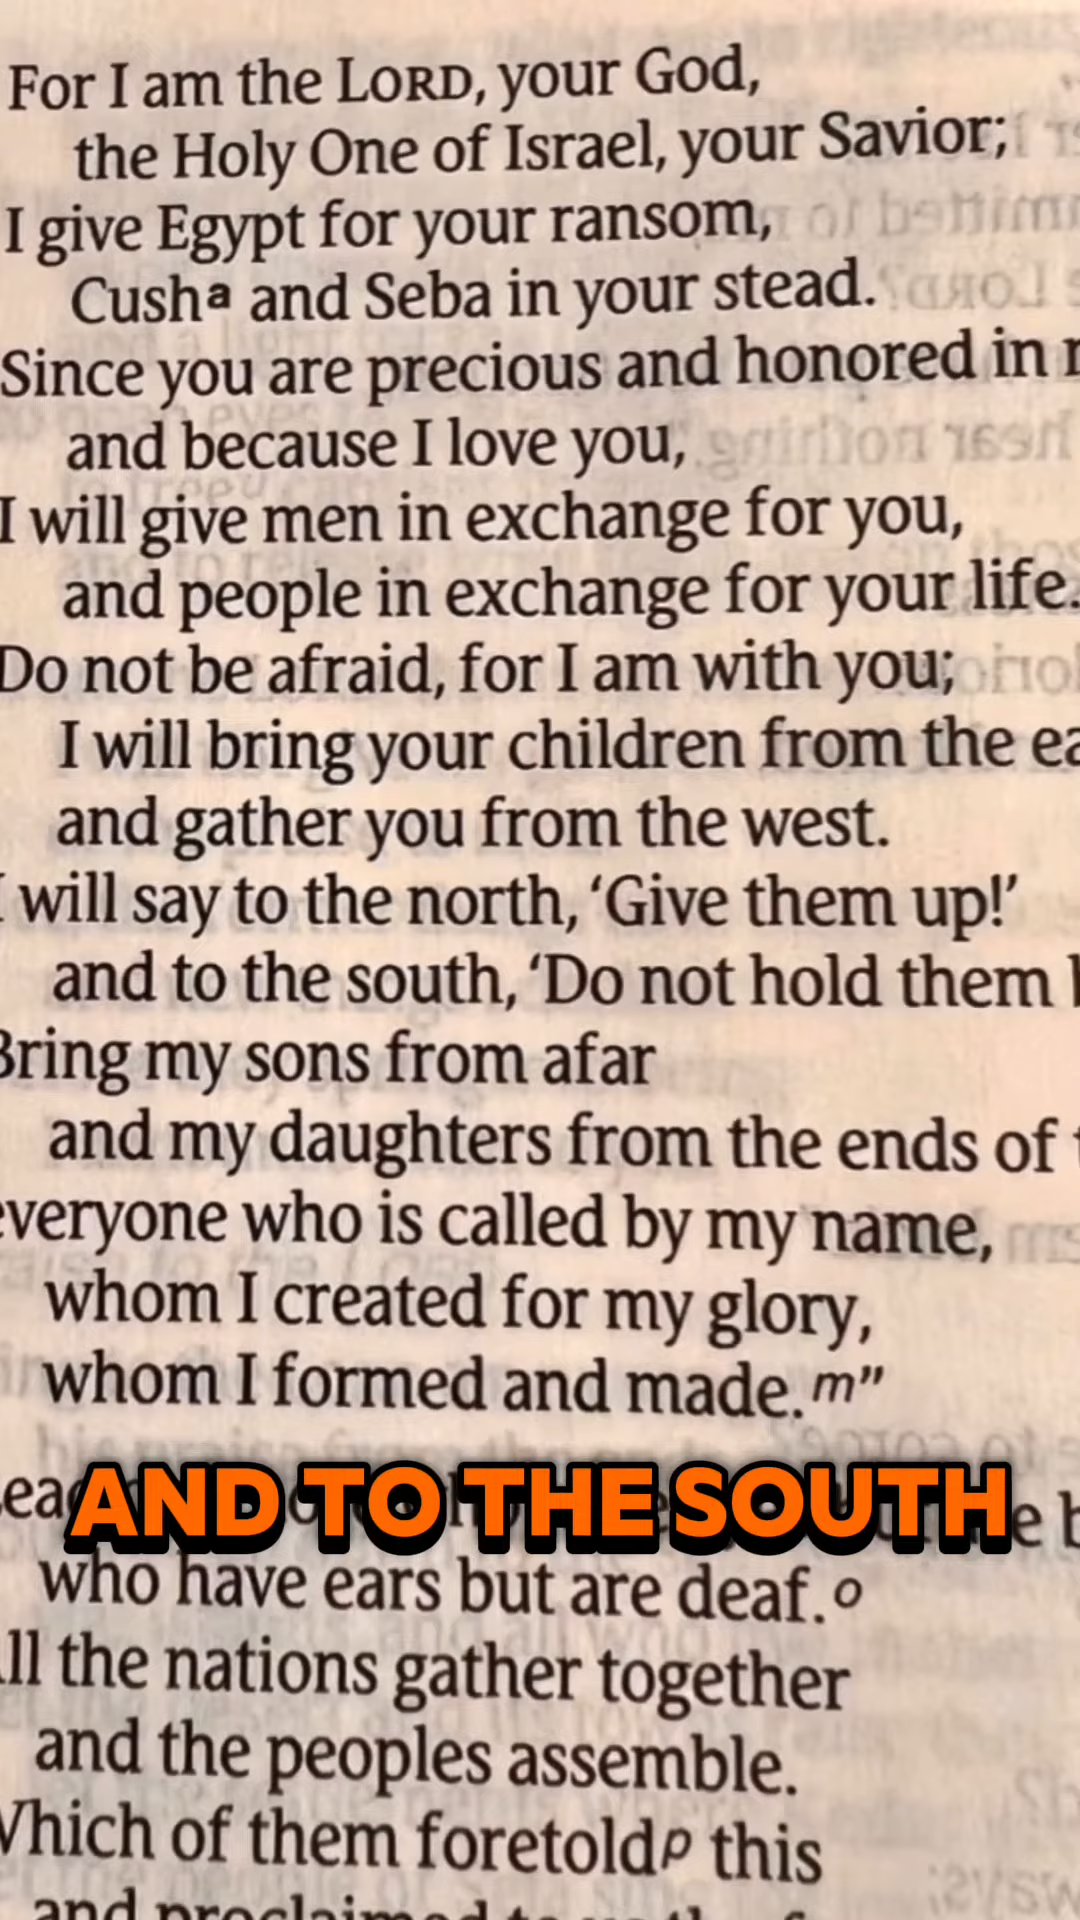 For I am the LORD, your God,
the Holy One of Israel, your Savior;
I give Egypt for your ransom,
Cushª and Seba in your stead.
Since you are precious and honored in
and because I love you,
I will give men in exchange for you,
and people in exchange for your life.
Do not be afraid, for I am with you;
I will bring your children from the ea
and gather you from the west.
I will say to the north, ‘Give them up!’
and to the south, ‘Do not hold them
Bring my sons from afar
and my daughters from the ends of
everyone who is called by my name,
whom I created for my glory,
whom I formed and made.m”
AND TO THE SOUTH
who have ears but are deaf.o
All the nations gather together
and the peoples assemble.
Which of them foretoldp this
and proclaimed to